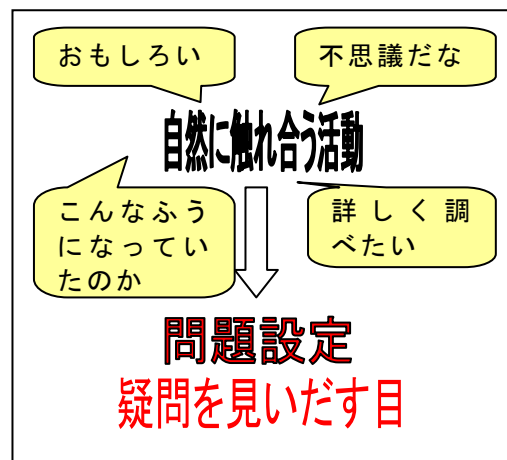 おもしろい
不思議だな
自然に触れ合う活動
こんなふう
になってい
たのか
詳しく調
べたい
問題設定
疑問を見いだす目